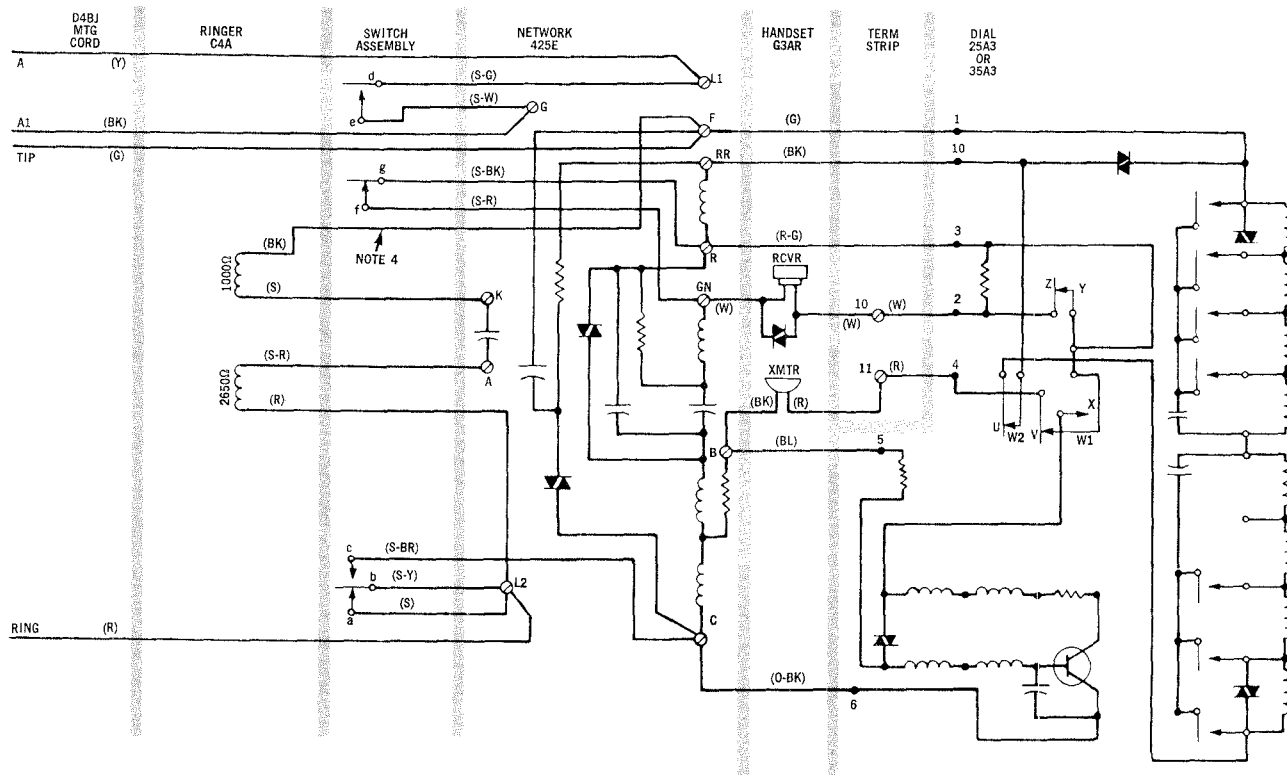 D4BJ
MTG
CORD
RINGER
C4A
SWITCH
ASSEMBLY
NETWORK
425E
HANDSET
G3AR
TERM
STRIP
DIAL
25A3
OR
35A3
A (Y)
d (S-G) L1
e (S-W) G
A1 (BK)
F (G) 1
TIP (G)
RR (BK) 10
g (S-BK)
f (S-R)
(BK)
NOTE 4
R (R-G) 3
RCVR
1000Ω
(S) K
GN (W)
10 (W) 2
(W)
Z Y
A
(S-R)
2650Ω
(R)
XMTR
11 (R) 4
(BK) (R)
X
U W2 V W1
B (BL) 5
c (S-BR)
b (S-Y) L2
a (S)
RING (R)
C
(O-BK)
6